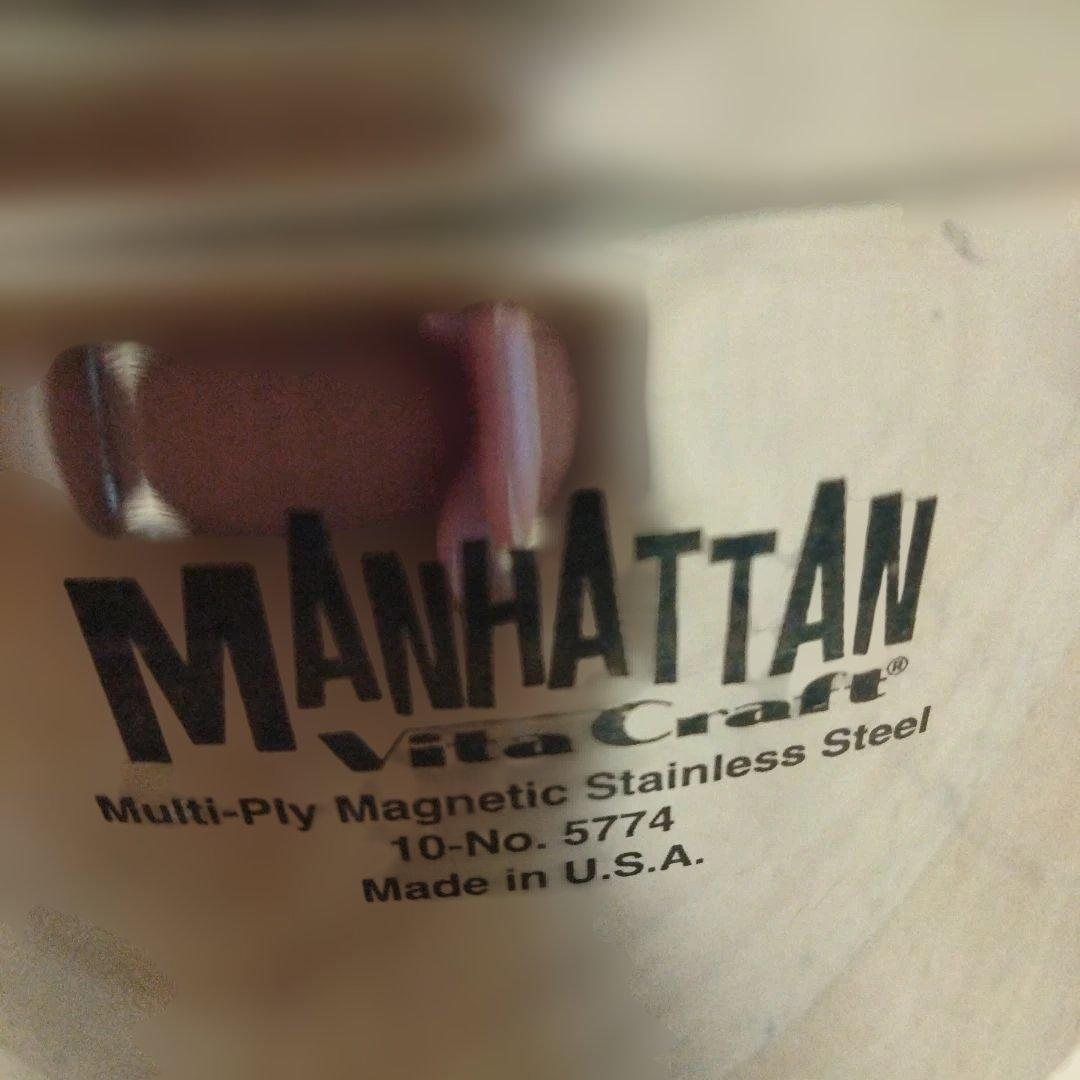 MANHATTAN
Vita Craft®
Multi-Ply Magnetic Stainless Steel
10-No. 5774
Made in U.S.A.